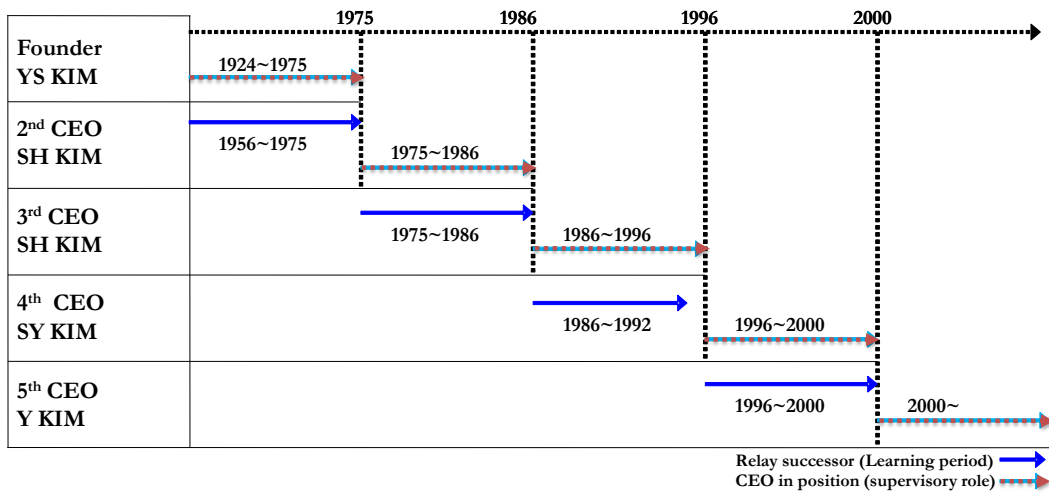 1975 1986 1996 2000
Founder
YS KIM
1924~1975
2nd CEO
SH KIM
1956~1975
1975~1986
3rd CEO
SH KIM
1975~1986
1986~1996
4th CEO
SY KIM
1986~1992
1996~2000
5th CEO
Y KIM
1996~2000
2000~
Relay successor (Learning period)
CEO in position (supervisory role)